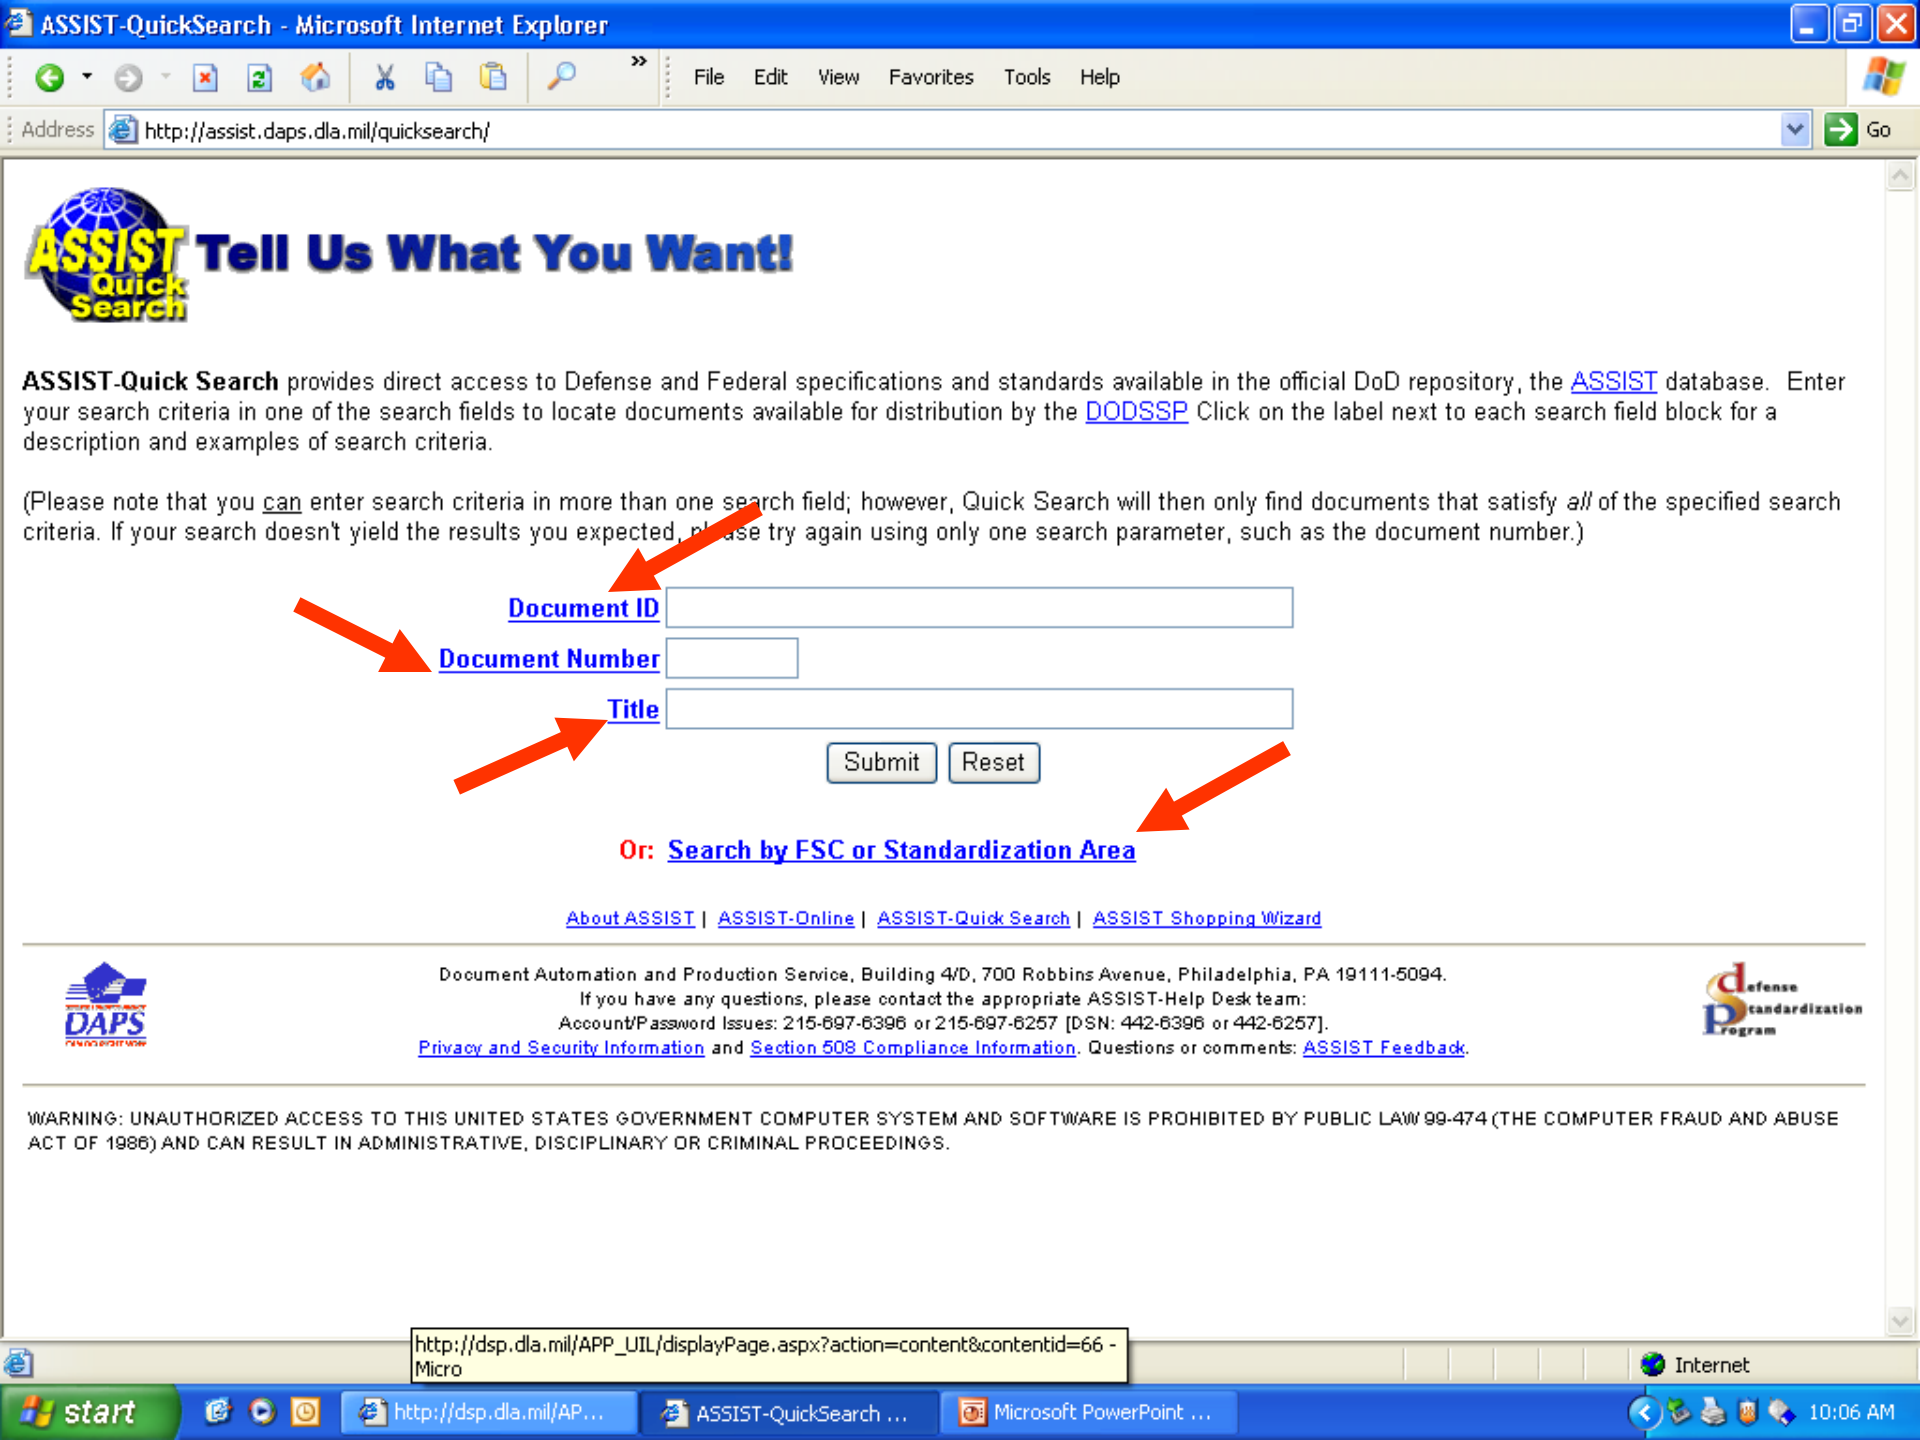 ASSIST-QuickSearch - Microsoft Internet Explorer
File Edit View Favorites Tools Help
Address http://assist.daps.dla.mil/quicksearch/ Go
ASSIST
Quick
Search
Tell Us What You Want!
ASSIST-Quick Search provides direct access to Defense and Federal specifications and standards available in the official DoD repository, the ASSIST database. Enter
your search criteria in one of the search fields to locate documents available for distribution by the DODSSP Click on the label next to each search field block for a
description and examples of search criteria.
(Please note that you can enter search criteria in more than one search field; however, Quick Search will then only find documents that satisfy all of the specified search
criteria. If your search doesn't yield the results you expected, please try again using only one search parameter, such as the document number.)
Document ID
Document Number
Title
Submit Reset
Or: Search by FSC or Standardization Area
About ASSIST | ASSIST-Online | ASSIST-Quick Search | ASSIST Shopping Wizard
DAPS
Document Automation and Production Service, Building 4/D, 700 Robbins Avenue, Philadelphia, PA 19111-5094.
If you have any questions, please contact the appropriate ASSIST-Help Desk team:
Account/Password Issues: 215-697-6396 or 215-697-6257 [DSN: 442-6396 or 442-6257].
Privacy and Security Information and Section 508 Compliance Information. Questions or comments: ASSIST Feedback.
defense
Standardization
Program
WARNING: UNAUTHORIZED ACCESS TO THIS UNITED STATES GOVERNMENT COMPUTER SYSTEM AND SOFTWARE IS PROHIBITED BY PUBLIC LAW 99-474 (THE COMPUTER FRAUD AND ABUSE
ACT OF 1986) AND CAN RESULT IN ADMINISTRATIVE, DISCIPLINARY OR CRIMINAL PROCEEDINGS.
http://dsp.dla.mil/APP_UIL/displayPage.aspx?action=content&contentid=66 -
Micro
Internet
start http://dsp.dla.mil/AP... ASSIST-QuickSearch ... Microsoft PowerPoint ... 10:06 AM